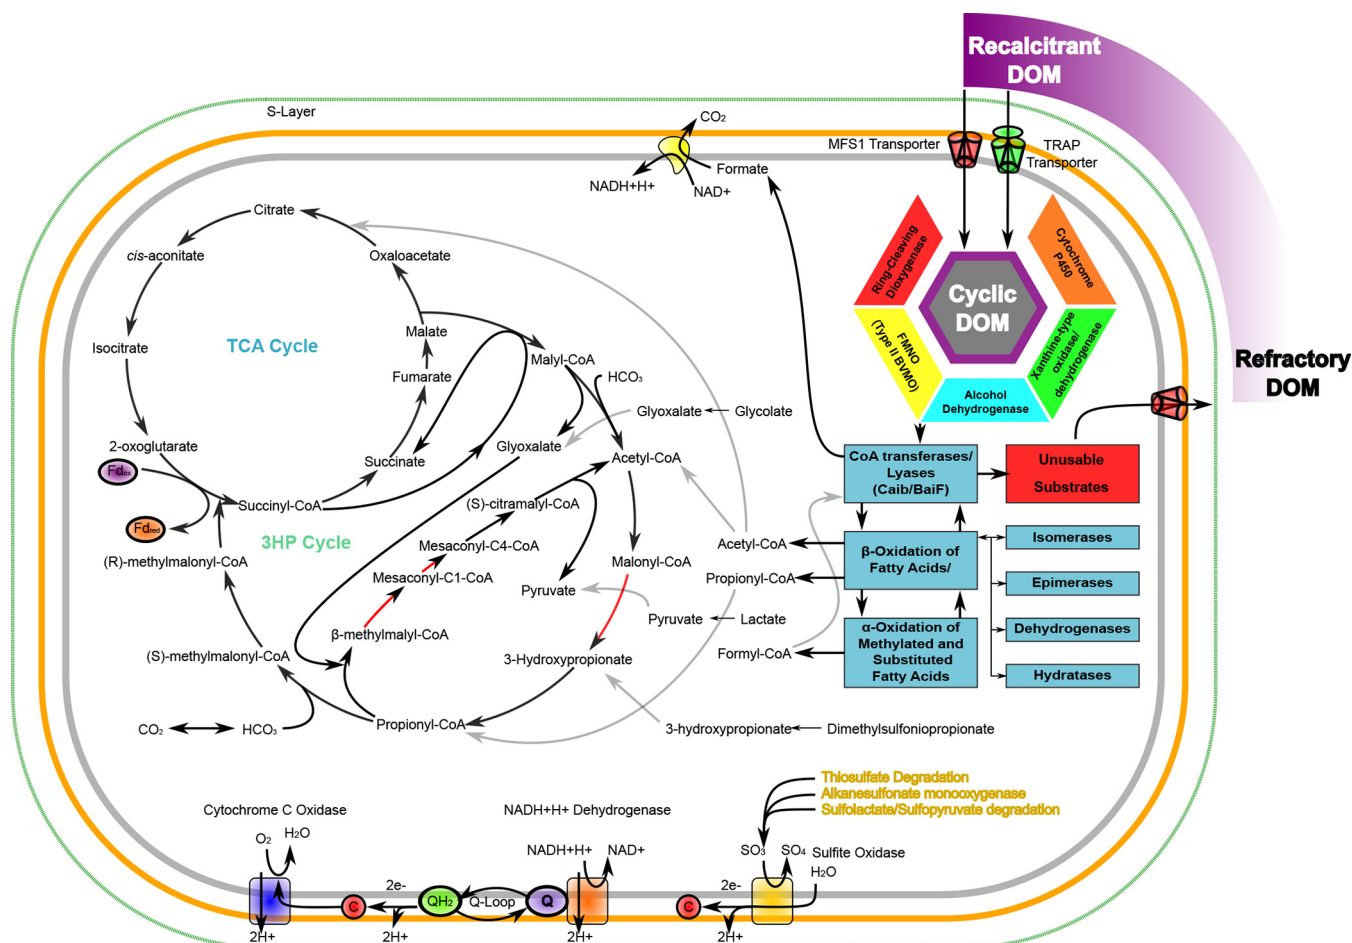 Recalcitrant
DOM
S-Layer
CO₂
MFS1 Transporter
TRAP
Transporter
Formate
NADH+H+
NAD+
Citrate
cis-aconitate
Oxaloacetate
Ring-Cleaving
Dioxygenase
Cytochrome
P450
Cyclic
DOM
TCA Cycle
Isocitrate
Malate
Malyl-CoA
FMNO
(Type II BVMO)
Xanthine-type
oxidase/
dehydrogenase
Refractory
DOM
Fumarate
HCO₃
Alcohol
Dehydrogenase
Glyoxalate
Glycolate
2-oxoglutarate
Glyoxalate
Acetyl-CoA
Succinate
CoA transferases/
Lyases
(Caib/BaiF)
Unusable
Substrates
Fdox
Succinyl-CoA
(S)-citramalyl-CoA
Fdred
3HP Cycle
Mesaconyl-C4-CoA
Acetyl-CoA
β-Oxidation of
Fatty Acids/
Isomerases
(R)-methylmalonyl-CoA
Malonyl-CoA
Mesaconyl-C1-CoA
Propionyl-CoA
Epimerases
Pyruvate
Pyruvate
Lactate
β-methylmalyl-CoA
α-Oxidation of
Methylated and
Substituted
Fatty Acids
Dehydrogenases
(S)-methylmalonyl-CoA
3-Hydroxypropionate
Formyl-CoA
Hydratases
CO₂
HCO₃
Propionyl-CoA
3-hydroxypropionate
Dimethylsulfoniopropionate
Thiosulfate Degradation
Alkanesulfonate monooxygenase
Sulfolactate/Sulfopyruvate degradation
Cytochrome C Oxidase
NADH+H+ Dehydrogenase
O₂
H₂O
NADH+H+
NAD+
SO₃
SO₄
Sulfite Oxidase
H₂O
2e-
2e-
C
QH₂
Q-Loop
Q
C
2H+
2H+
2H+
2H+